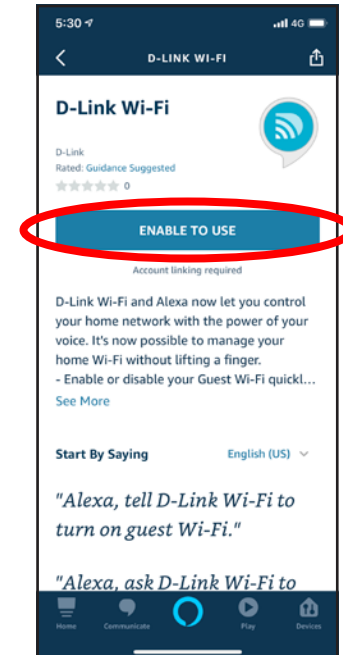 5:30 4G
D-LINK WI-FI
D-Link Wi-Fi
D-Link
Rated: Guidance Suggested
0
ENABLE TO USE
Account linking required
D-Link Wi-Fi and Alexa now let you control
your home network with the power of your
voice. It's now possible to manage your
home Wi-Fi without lifting a finger.
- Enable or disable your Guest Wi-Fi quickl...
See More
Start By Saying English (US)
"Alexa, tell D-Link Wi-Fi to
turn on guest Wi-Fi."
"Alexa, ask D-Link Wi-Fi to
Home Communicate Play Devices